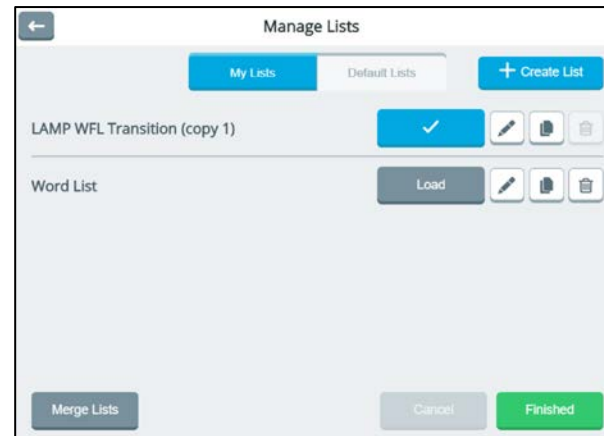 Manage Lists
My Lists Default Lists + Create List
LAMP WFL Transition (copy 1)
Word List Load
Merge Lists Cancel Finished